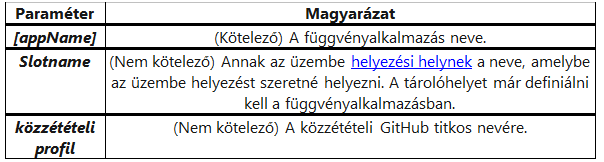 Paraméter Magyarázat
[appName] (Kötelező) A függvényalkalmazás neve.
Slotname (Nem kötelező) Annak az üzembe helyezési helynek a neve, amelybe
az üzembe helyezést szeretné helyezni. A tárolóhelyet már definiálni
kell a függvényalkalmazásban.
közzétételi (Nem kötelező) A közzétételi GitHub titkos nevére.
profil